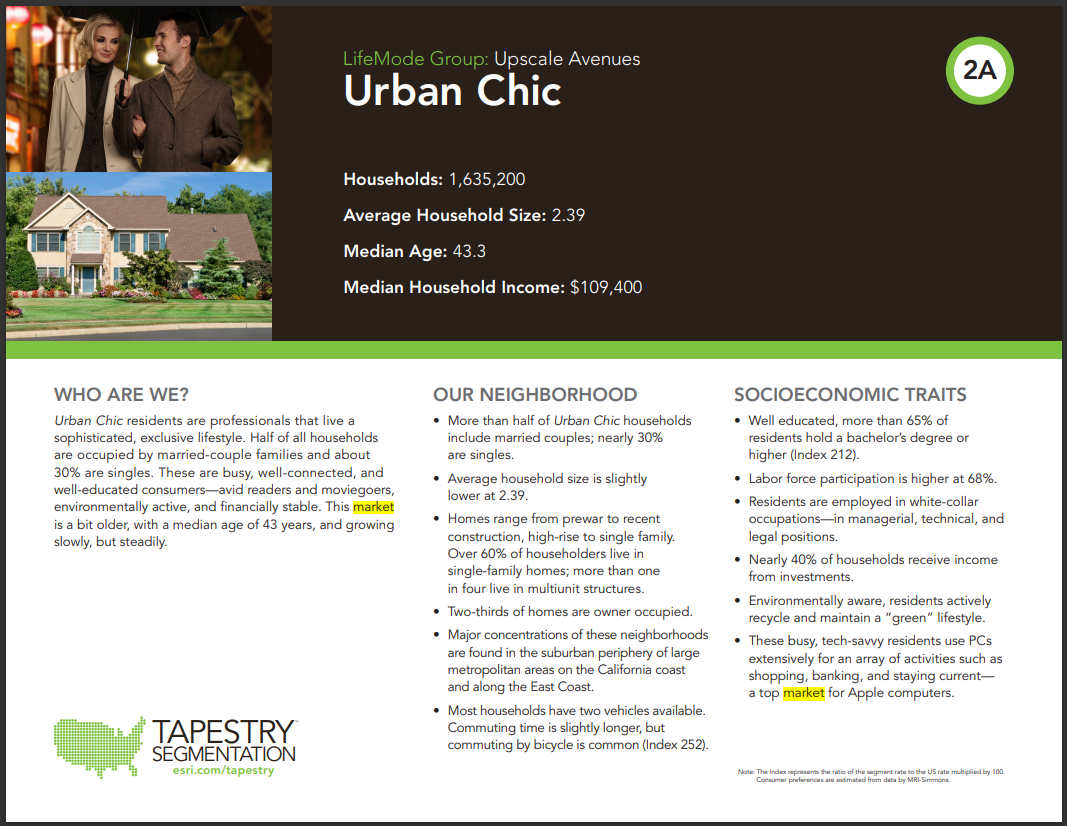 LifeMode Group: Upscale Avenues
Urban Chic
2A
Households: 1,635,200
Average Household Size: 2.39
Median Age: 43.3
Median Household Income: $109,400
WHO ARE WE?
Urban Chic residents are professionals that live a
sophisticated, exclusive lifestyle. Half of all households
are occupied by married-couple families and about
30% are singles. These are busy, well-connected, and
well-educated consumers—avid readers and moviegoers,
environmentally active, and financially stable. This market
is a bit older, with a median age of 43 years, and growing
slowly, but steadily.
OUR NEIGHBORHOOD
• More than half of Urban Chic households
include married couples; nearly 30%
are singles.
• Average household size is slightly
lower at 2.39.
• Homes range from prewar to recent
construction, high-rise to single family.
Over 60% of householders live in
single-family homes; more than one
in four live in multiunit structures.
• Two-thirds of homes are owner occupied.
• Major concentrations of these neighborhoods
are found in the suburban periphery of large
metropolitan areas on the California coast
and along the East Coast.
• Most households have two vehicles available.
Commuting time is slightly longer, but
commuting by bicycle is common (Index 252).
SOCIOECONOMIC TRAITS
• Well educated, more than 65% of
residents hold a bachelor's degree or
higher (Index 212).
• Labor force participation is higher at 68%.
• Residents are employed in white-collar
occupations—in managerial, technical, and
legal positions.
• Nearly 40% of households receive income
from investments.
• Environmentally aware, residents actively
recycle and maintain a "green" lifestyle.
• These busy, tech-savvy residents use PCs
extensively for an array of activities such as
shopping, banking, and staying current—
a top market for Apple computers.
TAPESTRY™
SEGMENTATION
esri.com/tapestry
Note: The Index represents the ratio of the segment rate to the US rate multiplied by 100.
Consumer preferences are estimated from data by MRI-Simmons.